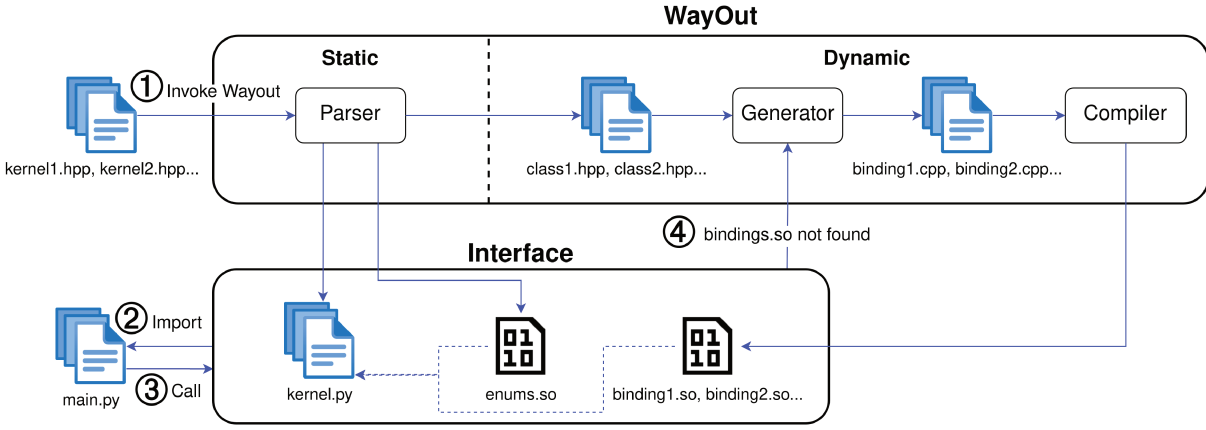 WayOut
Static
Dynamic
① Invoke Wayout
Parser
Generator
Compiler
kernel1.hpp, kernel2.hpp...
class1.hpp, class2.hpp...
binding1.cpp, binding2.cpp...
④ bindings.so not found
Interface
② Import
③ Call
0110
0110
main.py
kernel.py
enums.so
binding1.so, binding2.so...